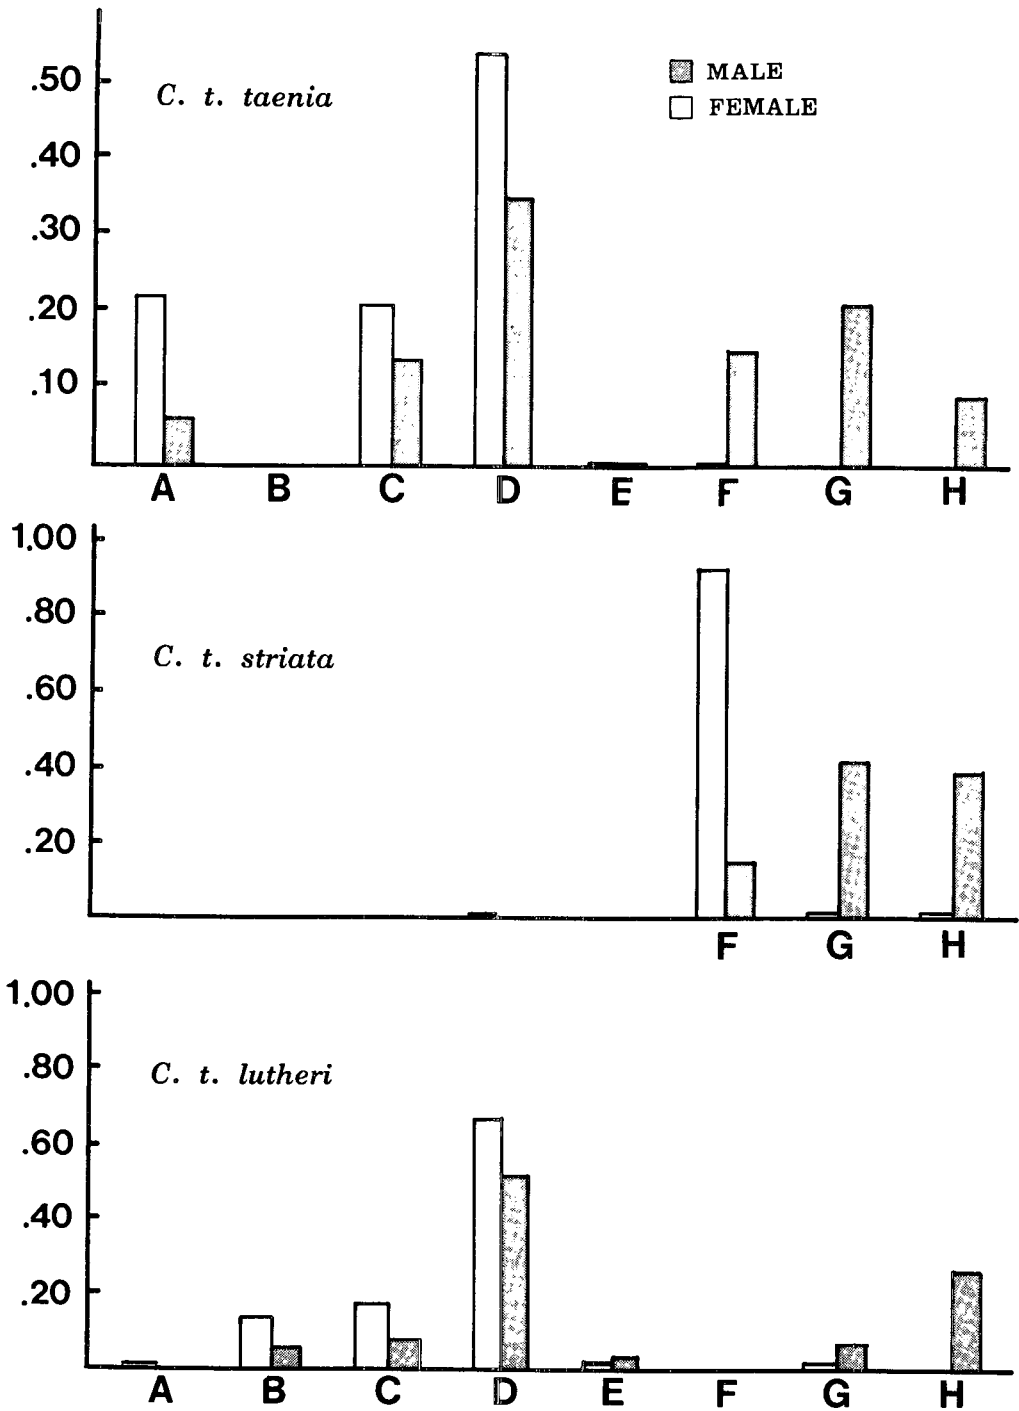 .50
MALE
C. t. taenia
FEMALE
.40
.30
.20
.10
A B C D E F G H
1.00
.80
C. t. striata
.60
.40
.20
F G H
1.00
.80
C. t. lutheri
.60
.40
.20
A B C D E F G H